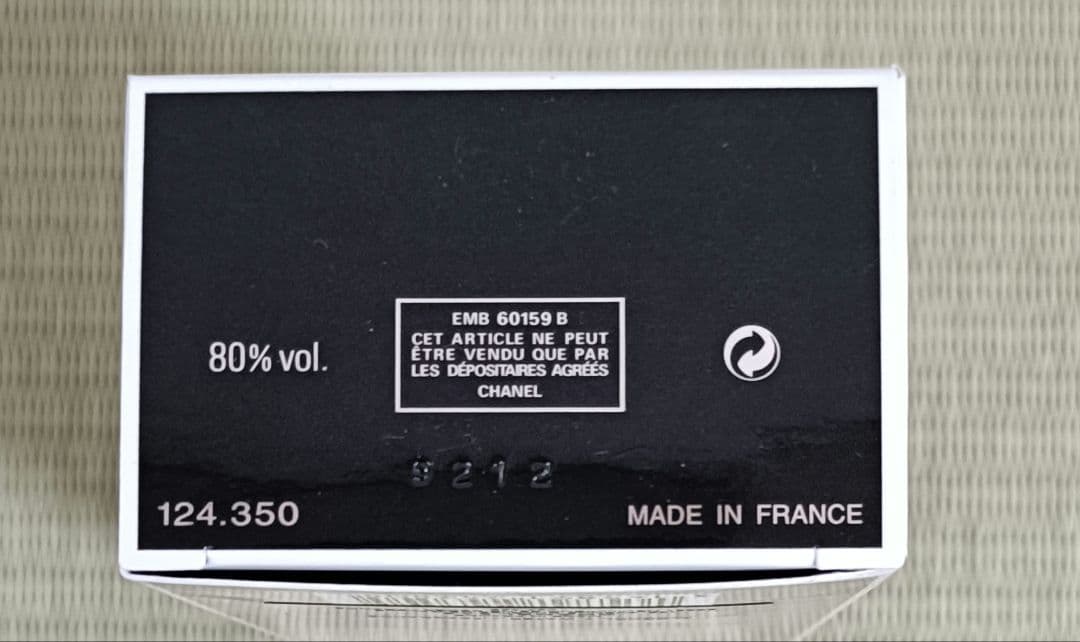 EMB 60159 B
CET ARTICLE NE PEUT
ÊTRE VENDU QUE PAR
LES DÉPOSITAIRES AGRÉÉS
CHANEL
80% vol.
9212
124.350
MADE IN FRANCE